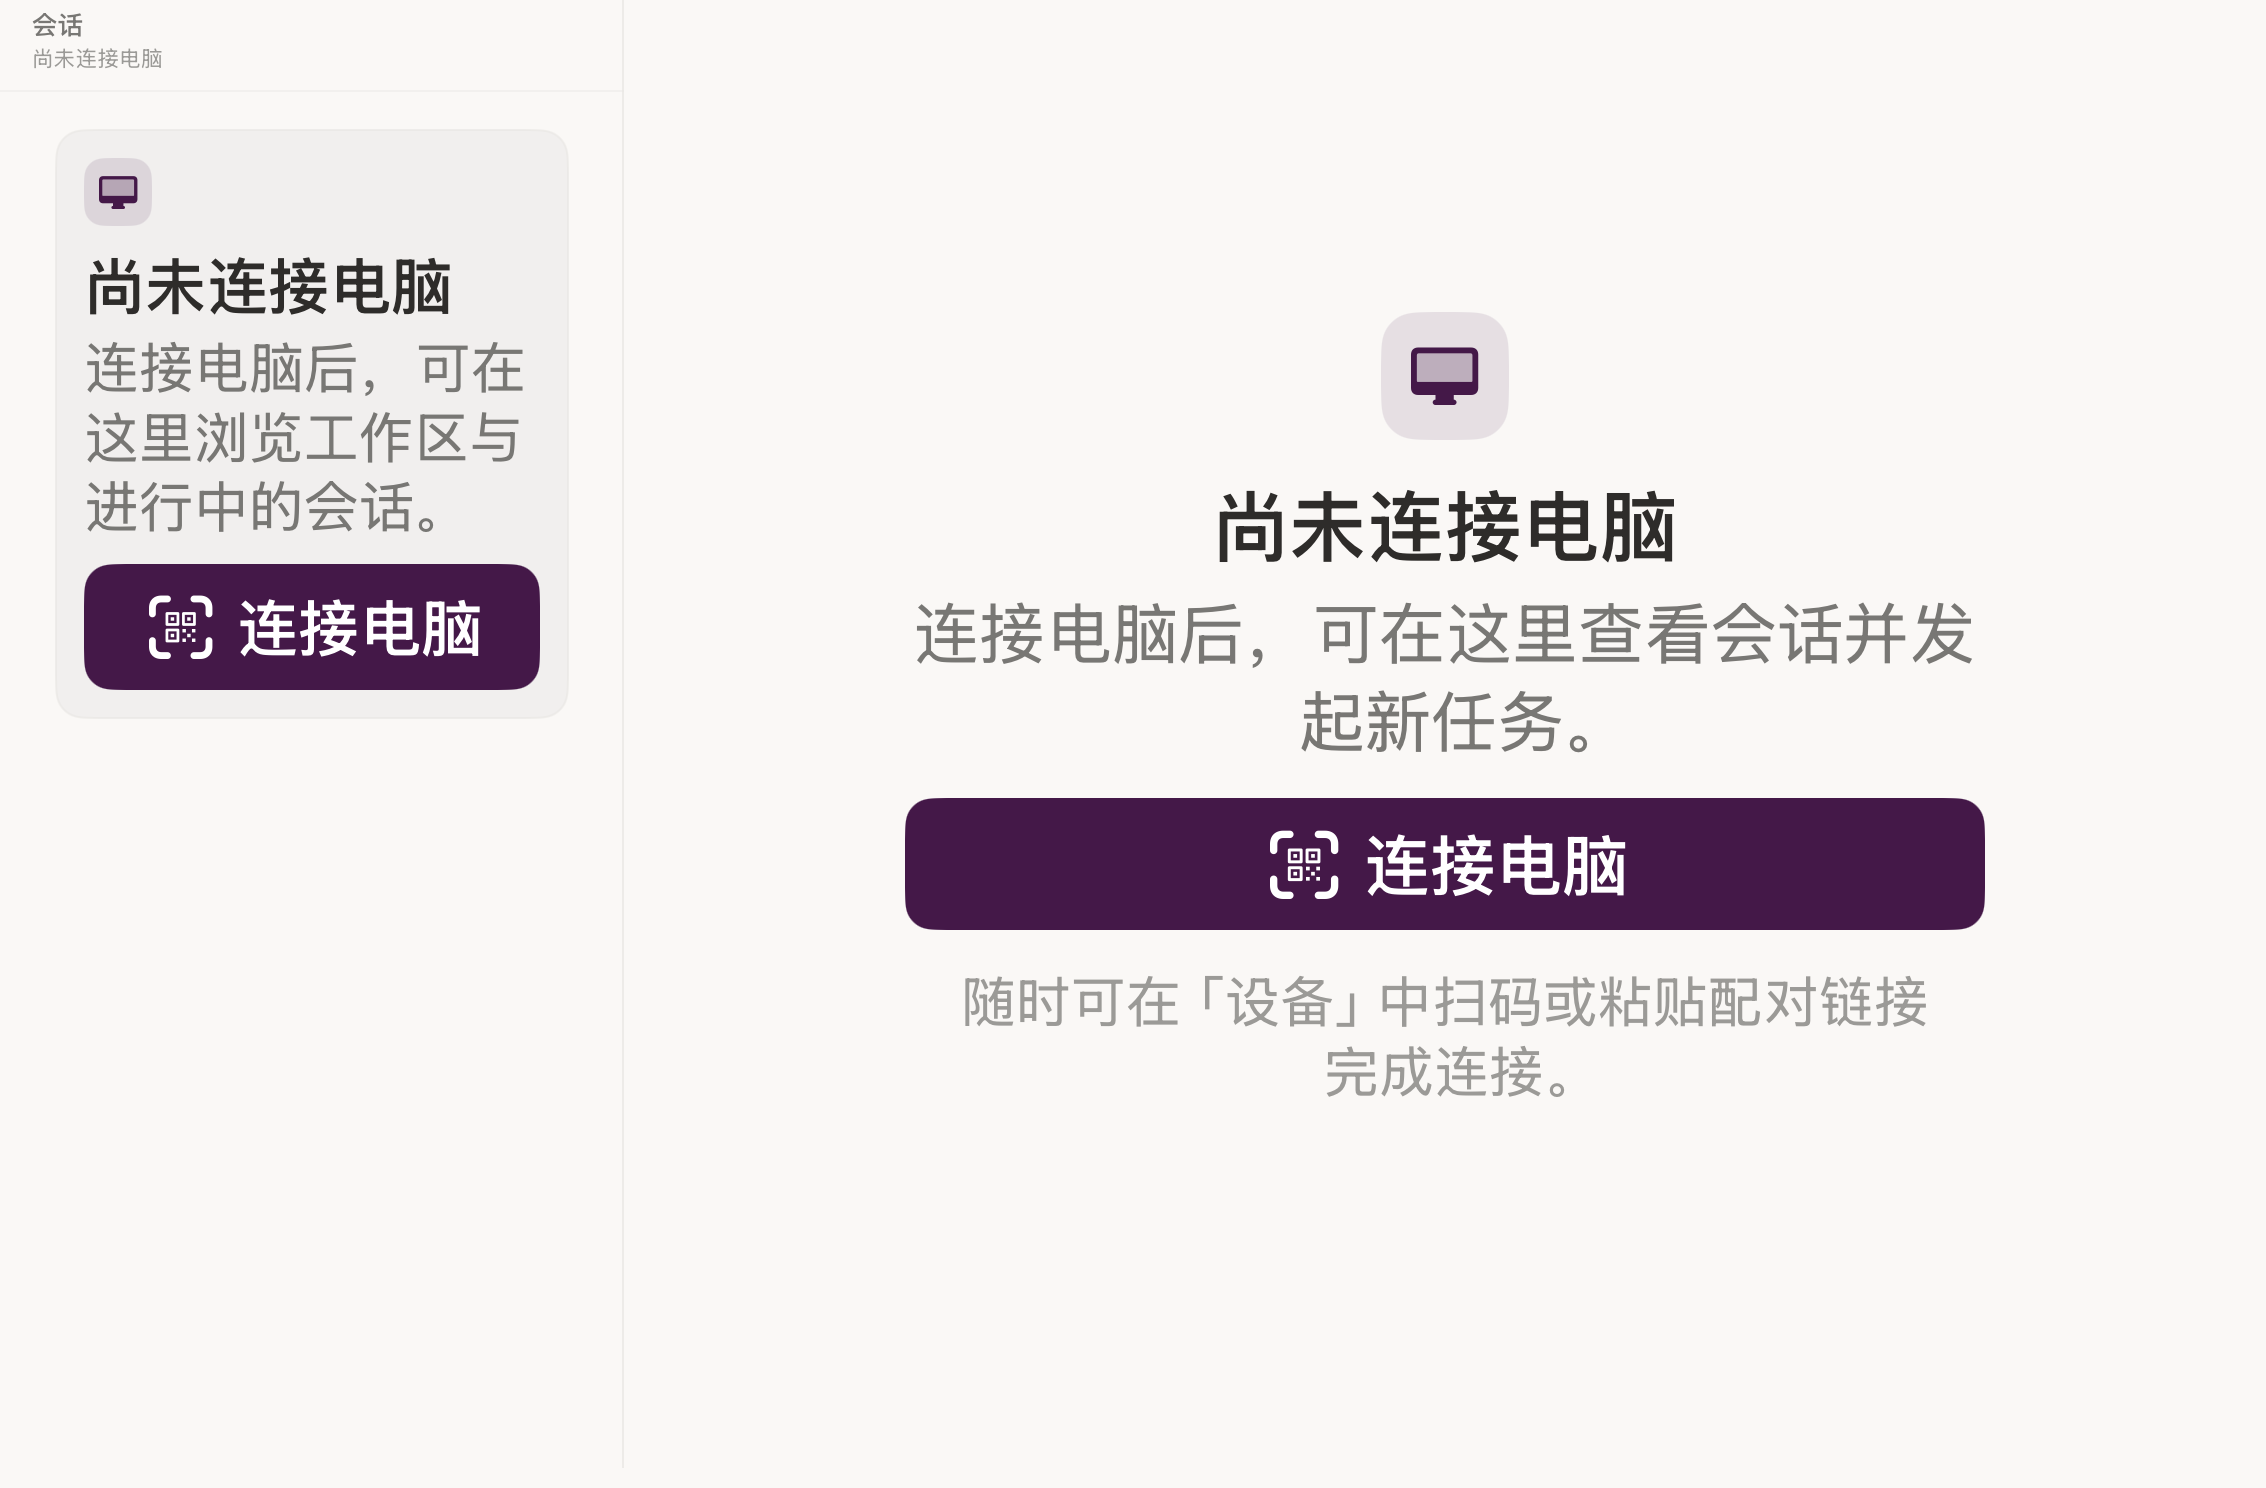 会话
尚未连接电脑
尚未连接电脑
连接电脑后，可在
这里浏览工作区与
进行中的会话。
连接电脑
尚未连接电脑
连接电脑后，可在这里查看会话并发
起新任务。
连接电脑
随时可在「设备」中扫码或粘贴配对链接
完成连接。